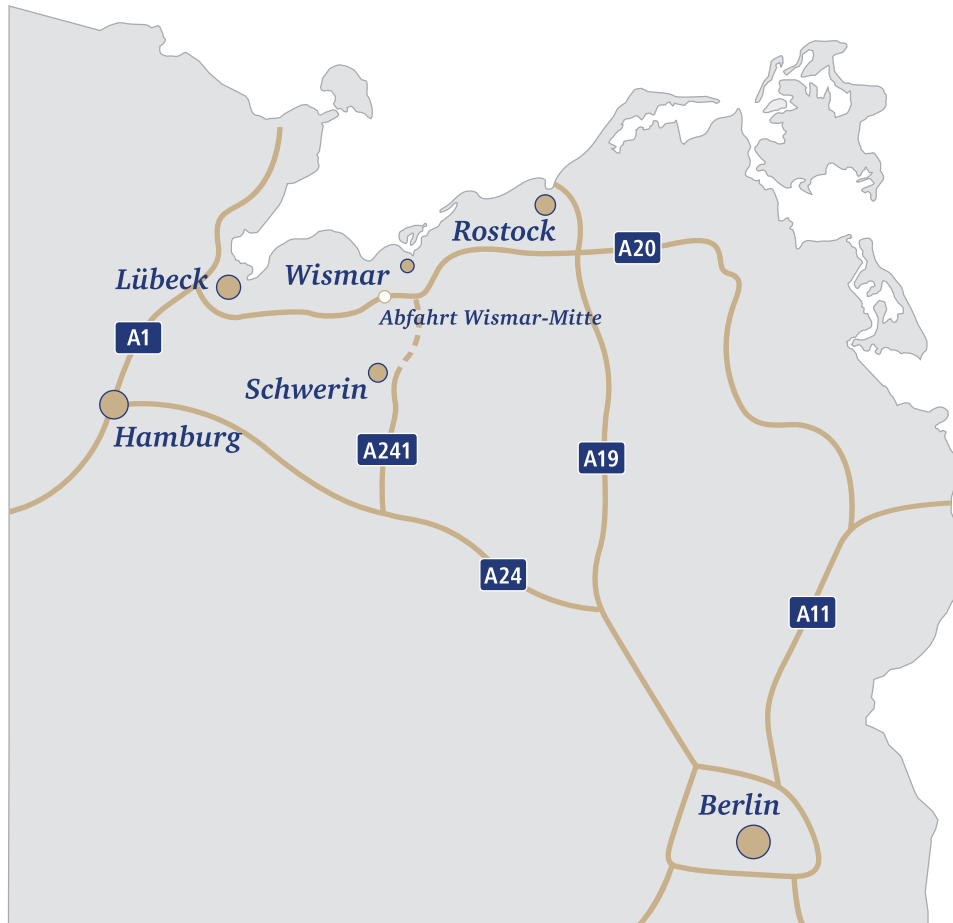 Rostock
A20
Lübeck
Wismar
Abfahrt Wismar-Mitte
A1
Schwerin
Hamburg
A241
A19
A24
A11
Berlin